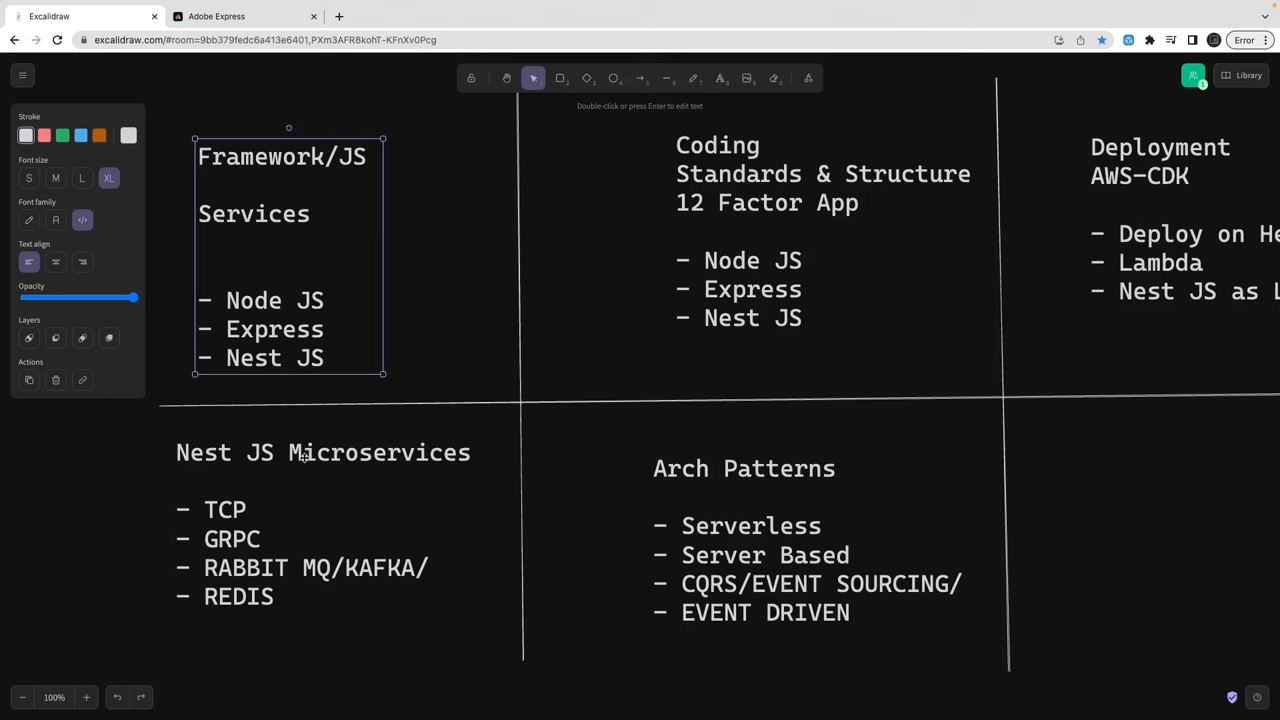 Excalidraw
Adobe Express
excalidraw.com/#room=9bb379fedc6a413e6401,PXm3AFR8kohT-KFnXv0Pcg
Error
Library
1
Double-click or press Enter to edit text
Stroke
Font size
S M L XL
Font family
A
Text align
Opacity
Layers
Actions
Framework/JS
Services
- Node JS
- Express
- Nest JS
Coding
Standards & Structure
12 Factor App
- Node JS
- Express
- Nest JS
Deployment
AWS-CDK
- Deploy on He
- Lambda
- Nest JS as L
Nest JS Microservices
- TCP
- GRPC
- RABBIT MQ/KAFKA/
- REDIS
Arch Patterns
- Serverless
- Server Based
- CQRS/EVENT SOURCING/
- EVENT DRIVEN
100%